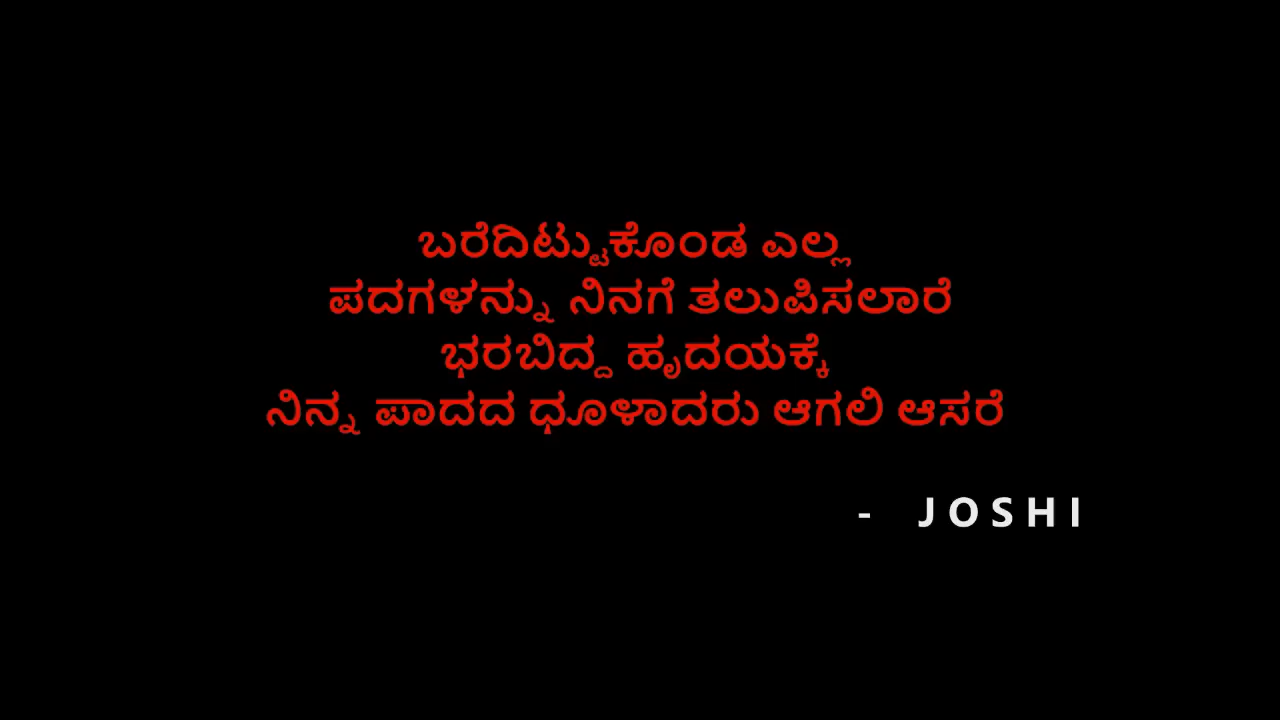 ಬರೆದಿಟ್ಟುಕೊಂಡ ಎಲ್ಲ
ಪದಗಳನ್ನು ನಿನಗೆ ತಲುಪಿಸಲಾರೆ
ಭರಬಿದ್ದ ಹೃದಯಕ್ಕೆ
ನಿನ್ನ ಪಾದದ ಧೂಳಾದರು ಆಗಲಿ ಆಸರೆ
- JOSHI